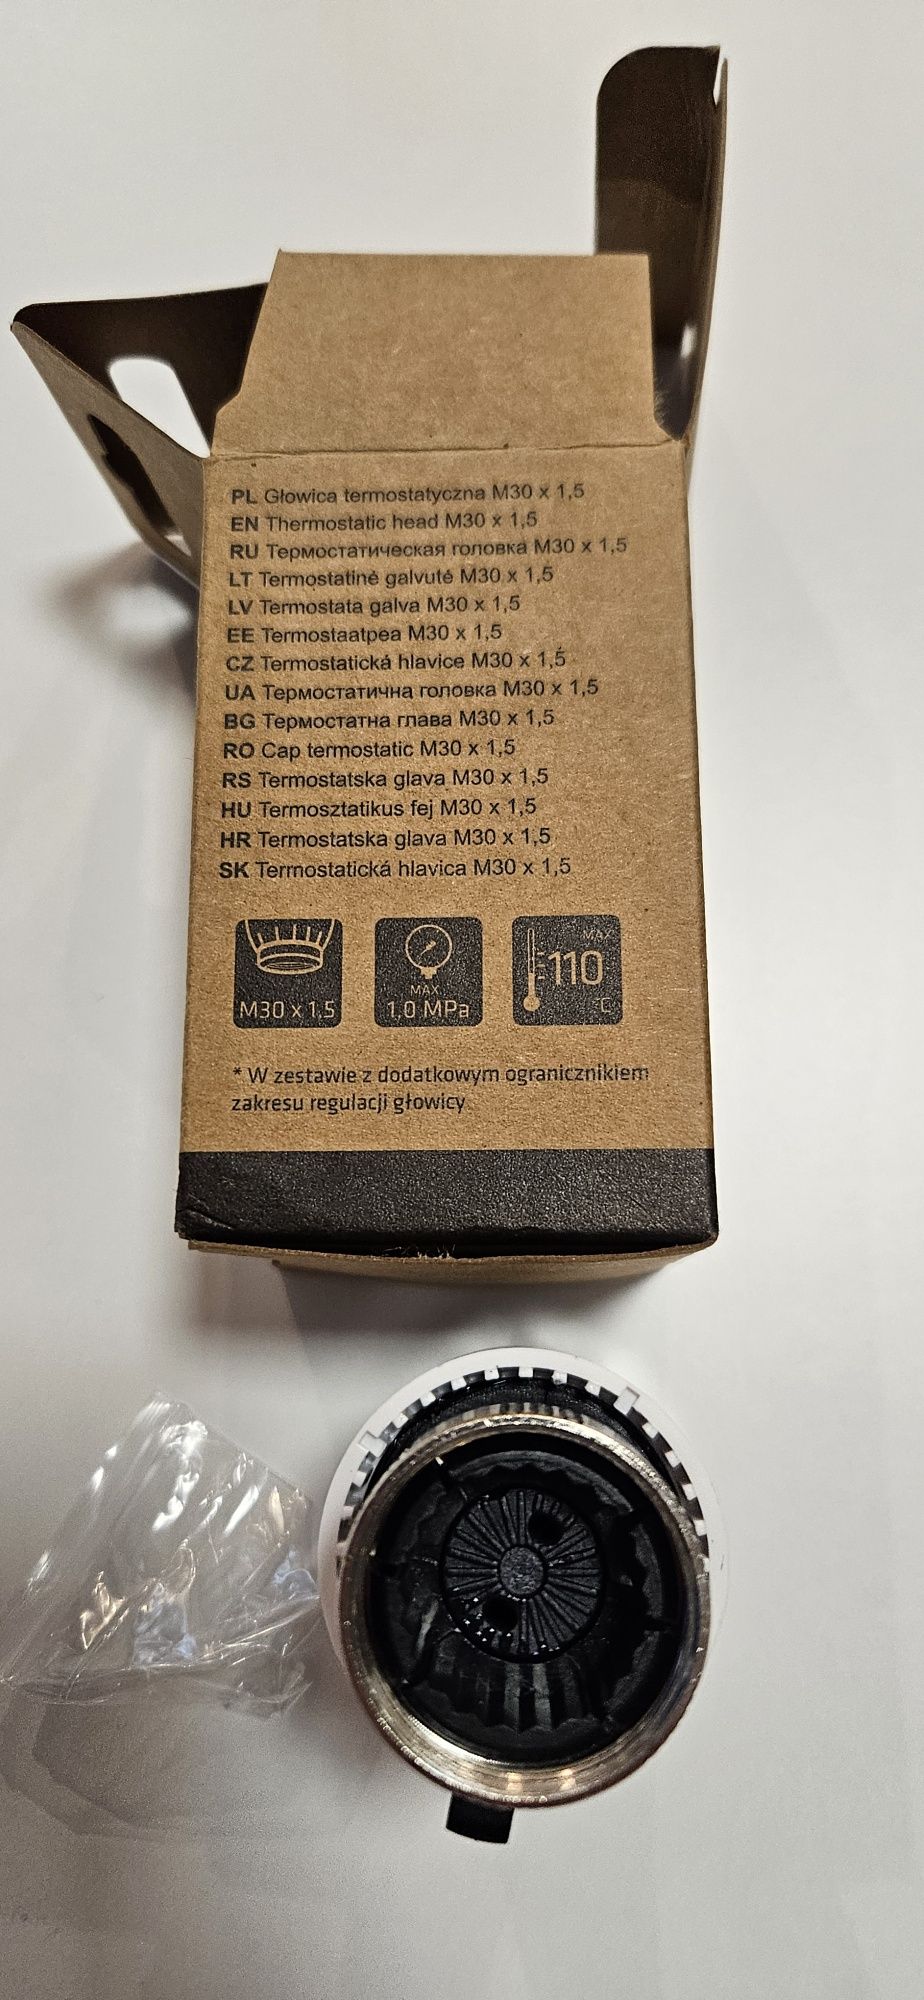 PL Głowica termostatyczna M30 x 1,5
EN Thermostatic head M30 x 1,5
RU Термостатическая головка M30 x 1,5
LT Termostatinė galvutė M30 x 1,5
LV Termostata galva M30 x 1,5
EE Termostaatpea M30 x 1,5
CZ Termostatická hlavice M30 x 1,5
UA Термостатична головка M30 x 1,5
BG Термостатна глава M30 x 1,5
RO Cap termostatic M30 x 1,5
RS Termostatska glava M30 x 1,5
HU Termosztatikus fej M30 x 1,5
HR Termostatska glava M30 x 1,5
SK Termostatická hlavica M30 x 1,5
M30 x 1,5
MAX
1,0 MPa
MAX
110
°C
* W zestawie z dodatkowym ogranicznikiem
zakresu regulacji głowicy